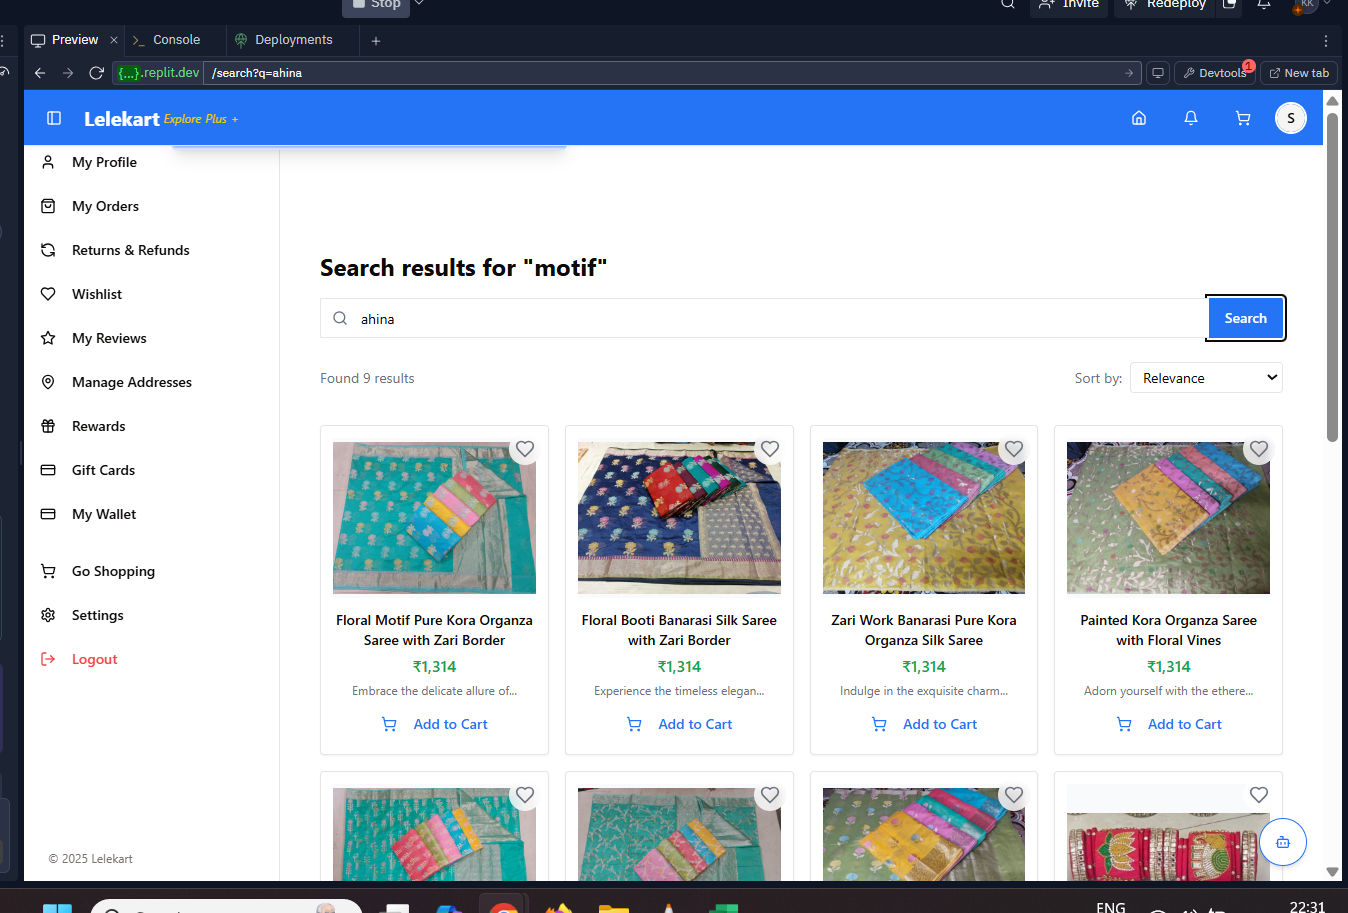 Stop
Invite
Redeploy
KK
Preview
Console
Deployments
{...}.replit.dev
/search?q=ahina
Devtools
1
New tab
Lelekart
Explore Plus +
S
My Profile
My Orders
Returns & Refunds
Wishlist
My Reviews
Manage Addresses
Rewards
Gift Cards
My Wallet
Go Shopping
Settings
Logout
© 2025 Lelekart
Search results for "motif"
ahina
Search
Found 9 results
Sort by:
Relevance
Floral Motif Pure Kora Organza
Saree with Zari Border
₹1,314
Embrace the delicate allure of...
Add to Cart
Floral Booti Banarasi Silk Saree
with Zari Border
₹1,314
Experience the timeless elegan...
Add to Cart
Zari Work Banarasi Pure Kora
Organza Silk Saree
₹1,314
Indulge in the exquisite charm...
Add to Cart
Painted Kora Organza Saree
with Floral Vines
₹1,314
Adorn yourself with the ethere...
Add to Cart
ENG
22:31